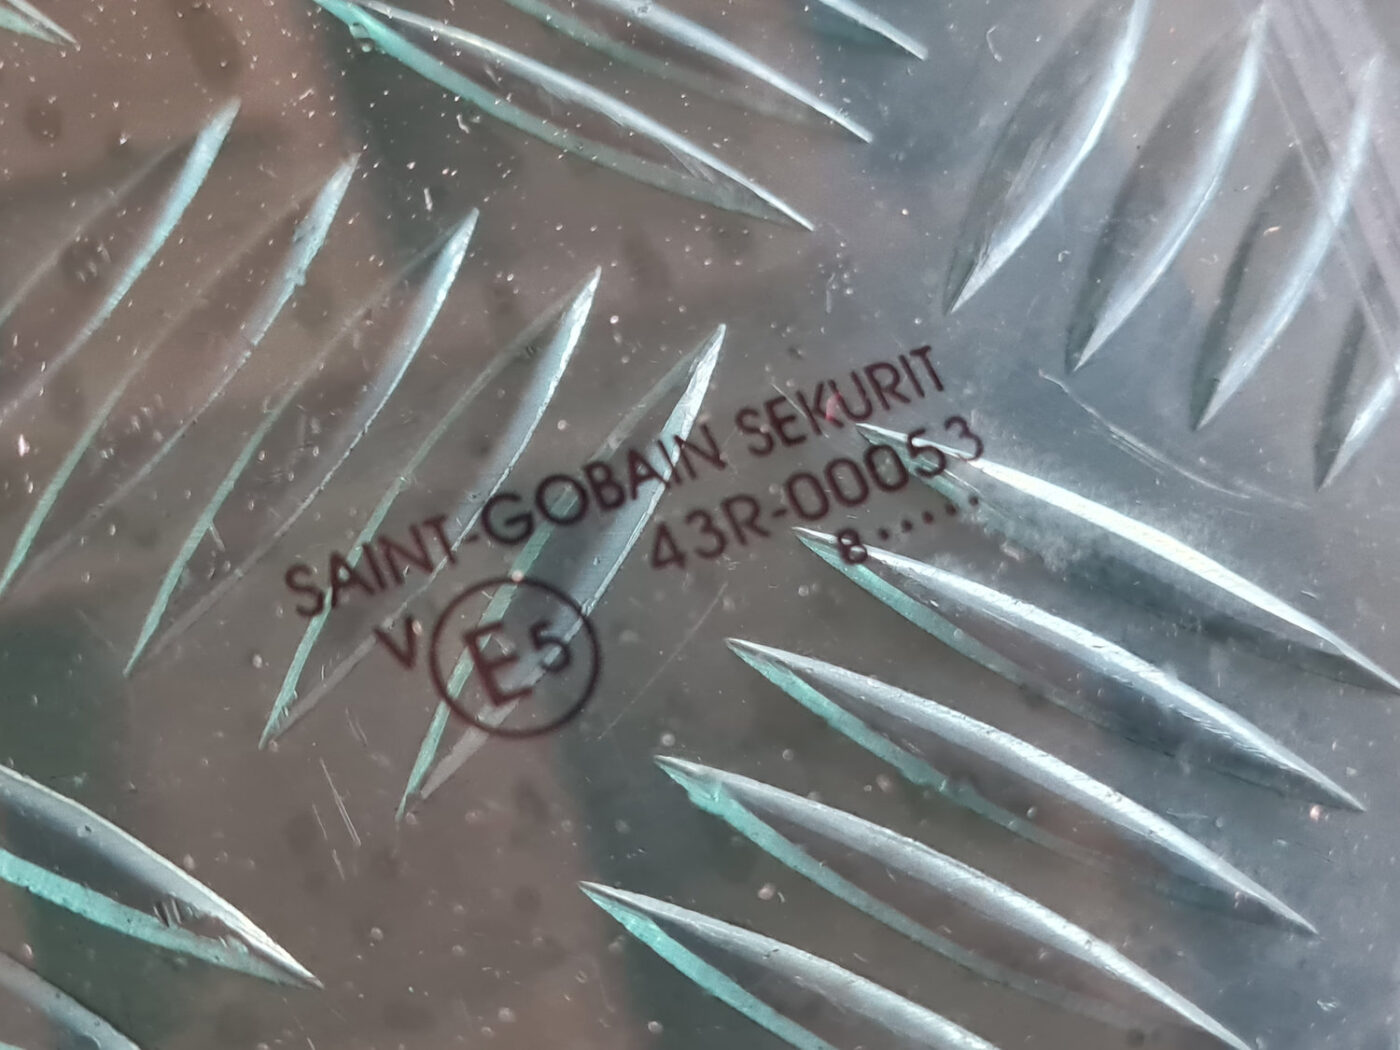 SAINT-GOBAIN SEKURIT
43R-00053
8·····
V E5